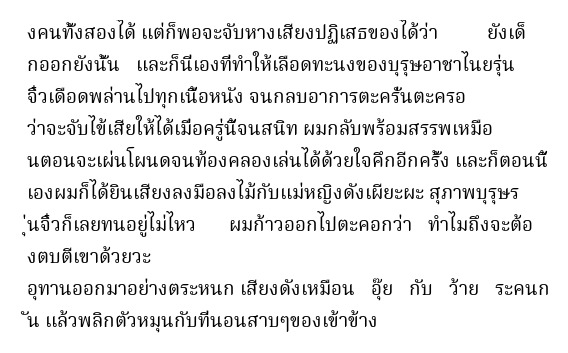 งคนทั้งสองได้ แต่ก็พอจะจับหางเสียงปฏิเสธของได้ว่า ยังเด็
กออกยังนั้น และก็นี่เองที่ทำให้เลือดทะนงของบุรุษอาชาไนยรุ่น
จิ๋วเดือดพล่านไปทุกเนื้อหนัง จนกลบอาการตะครั้นตะครอ
ว่าจะจับไข้เสียให้ได้เมื่อครู่นี้จนสนิท ผมกลับพร้อมสรรพเหมือ
นตอนจะเผ่นโผนดจนท้องคลองเล่นได้ด้วยใจคึกอีกครั้ง และก็ตอนนี้
เองผมก็ได้ยินเสียงลงมือลงไม้กับแม่หญิงดังเผียะผะ สุภาพบุรุษร
ุ่นจิ๋วก็เลยทนอยู่ไม่ไหว ผมก้าวออกไปตะคอกว่า ทำไมถึงจะต้อ
งตบตีเขาด้วยวะ
อุทานออกมาอย่างตระหนก เสียงดังเหมือน อุ๊ย กับ ว้าย ระคนก
ัน แล้วพลิกตัวหมุนกับที่นอนสาบๆของเข้าข้าง